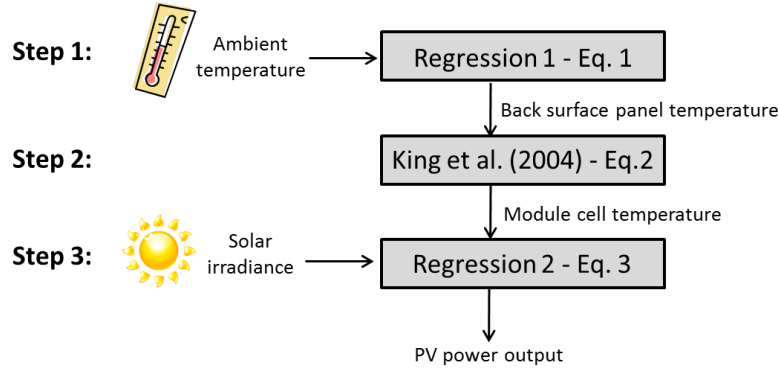 Step 1:
Ambient
temperature
Regression 1 - Eq. 1
Back surface panel temperature
Step 2:
King et al. (2004) - Eq.2
Module cell temperature
Step 3:
Solar
irradiance
Regression 2 - Eq. 3
PV power output